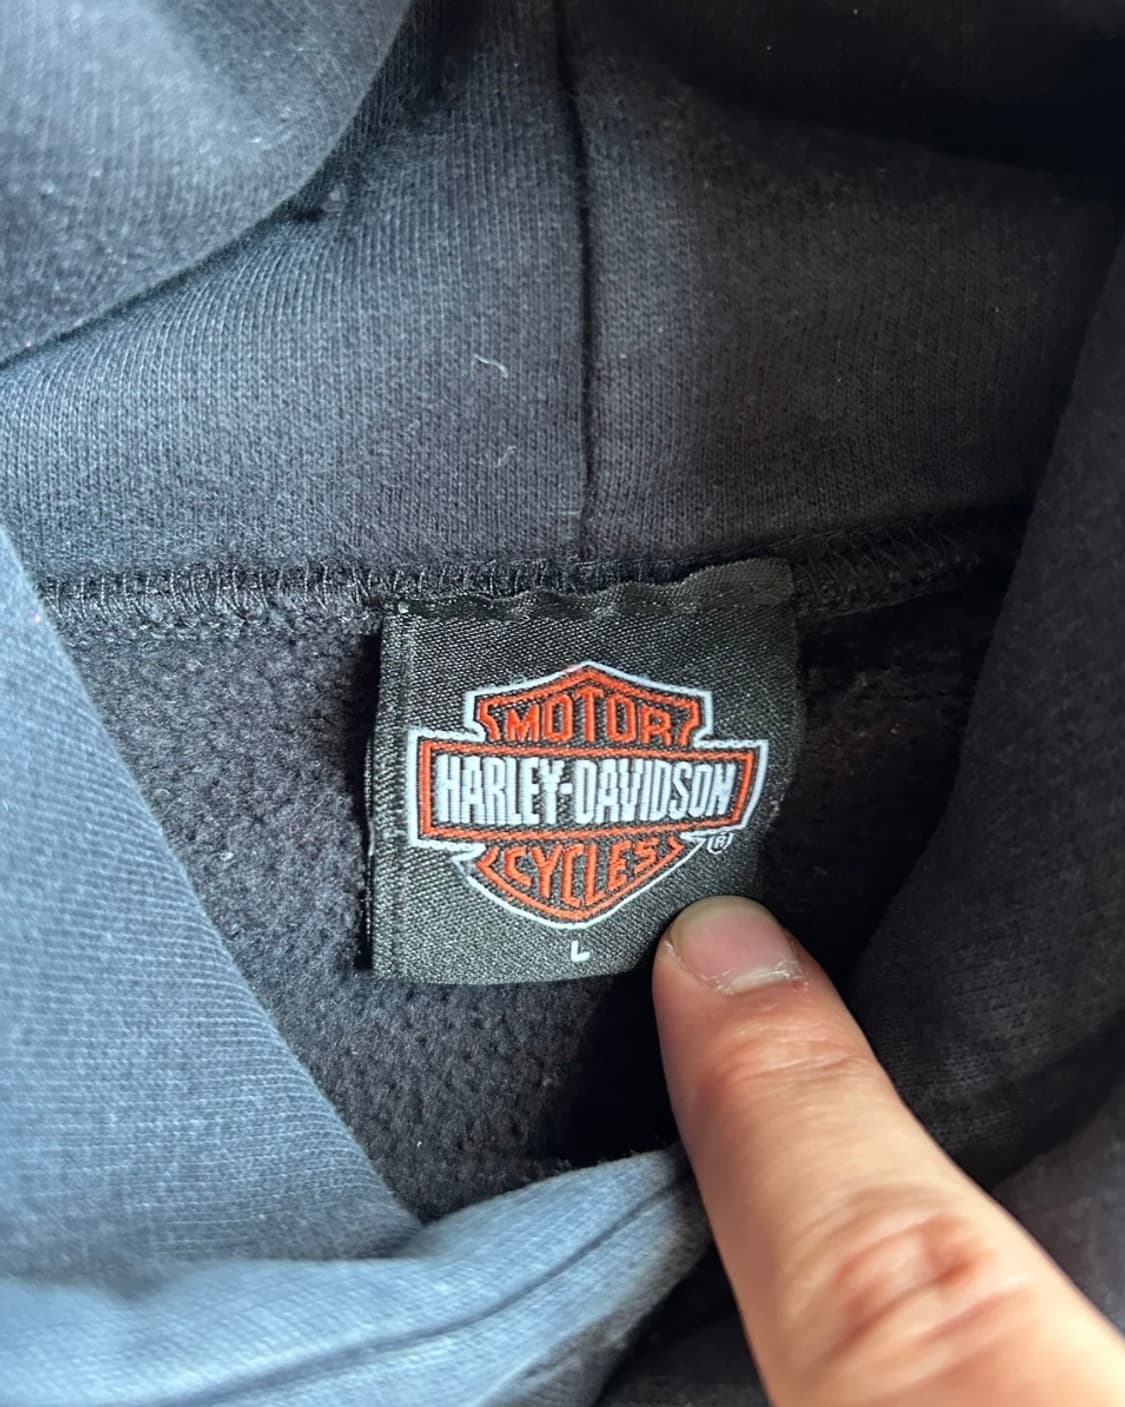 MOTOR
HARLEY-DAVIDSON
CYCLES
®
L